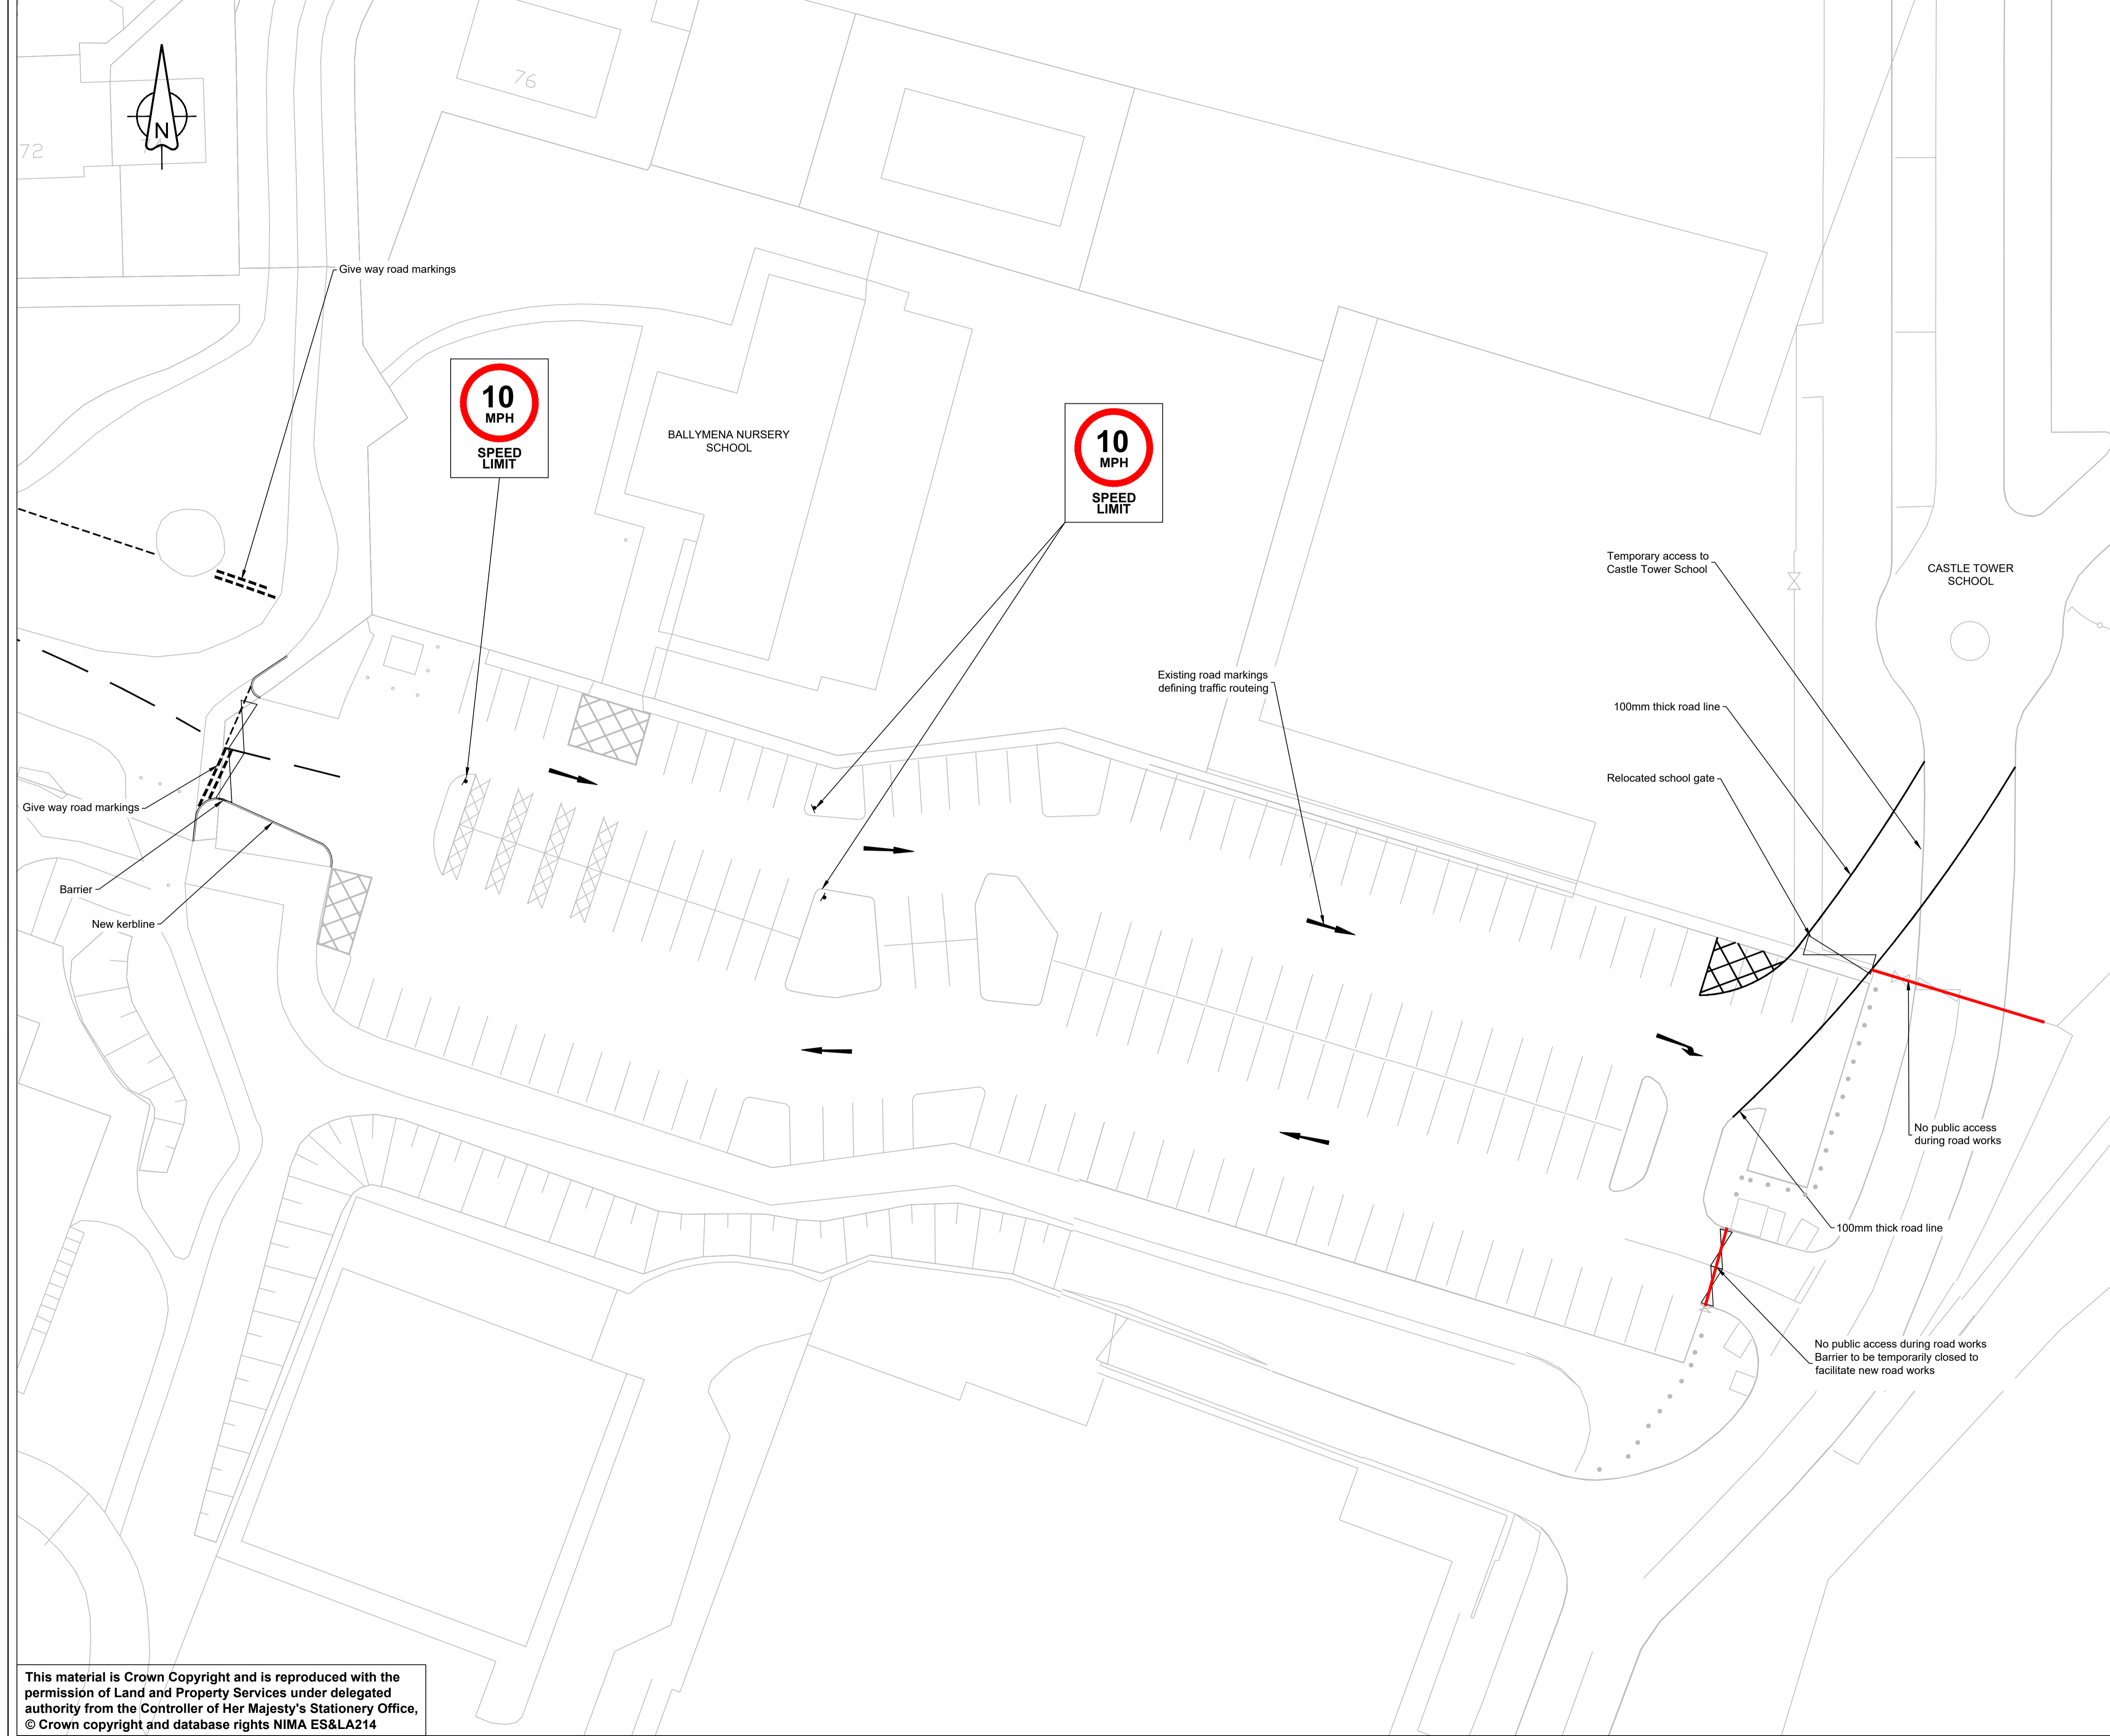 76
72
N
Give way road markings
10
MPH
SPEED
LIMIT
BALLYMENA NURSERY
SCHOOL
10
MPH
SPEED
LIMIT
Temporary access to
Castle Tower School
CASTLE TOWER
SCHOOL
Existing road markings
defining traffic routeing
100mm thick road line
Relocated school gate
Give way road markings
Barrier
New kerbline
No public access
during road works
100mm thick road line
No public access during road works
Barrier to be temporarily closed to
facilitate new road works
This material is Crown Copyright and is reproduced with the
permission of Land and Property Services under delegated
authority from the Controller of Her Majesty's Stationery Office,
© Crown copyright and database rights NIMA ES&LA214